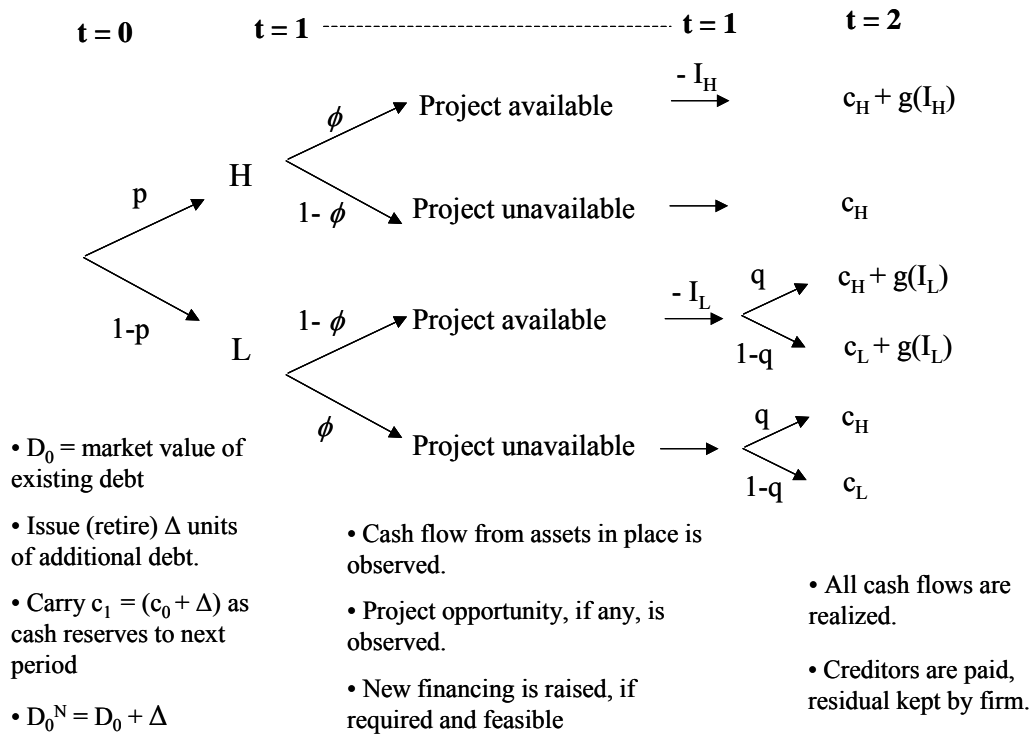 t = 0 t = 1 t = 1 t = 2
- I_H
ϕ Project available c_H + g(I_H)
p H
1- ϕ Project unavailable c_H
q c_H + g(I_L)
1-p L 1- ϕ Project available - I_L
1-q c_L + g(I_L)
ϕ Project unavailable q c_H
1-q c_L
• D_0 = market value of
existing debt
• Issue (retire) Δ units
of additional debt.
• Carry c_1 = (c_0 + Δ) as
cash reserves to next
period
• D_0^N = D_0 + Δ
• Cash flow from assets in place is
observed.
• Project opportunity, if any, is
observed.
• New financing is raised, if
required and feasible
• All cash flows are
realized.
• Creditors are paid,
residual kept by firm.